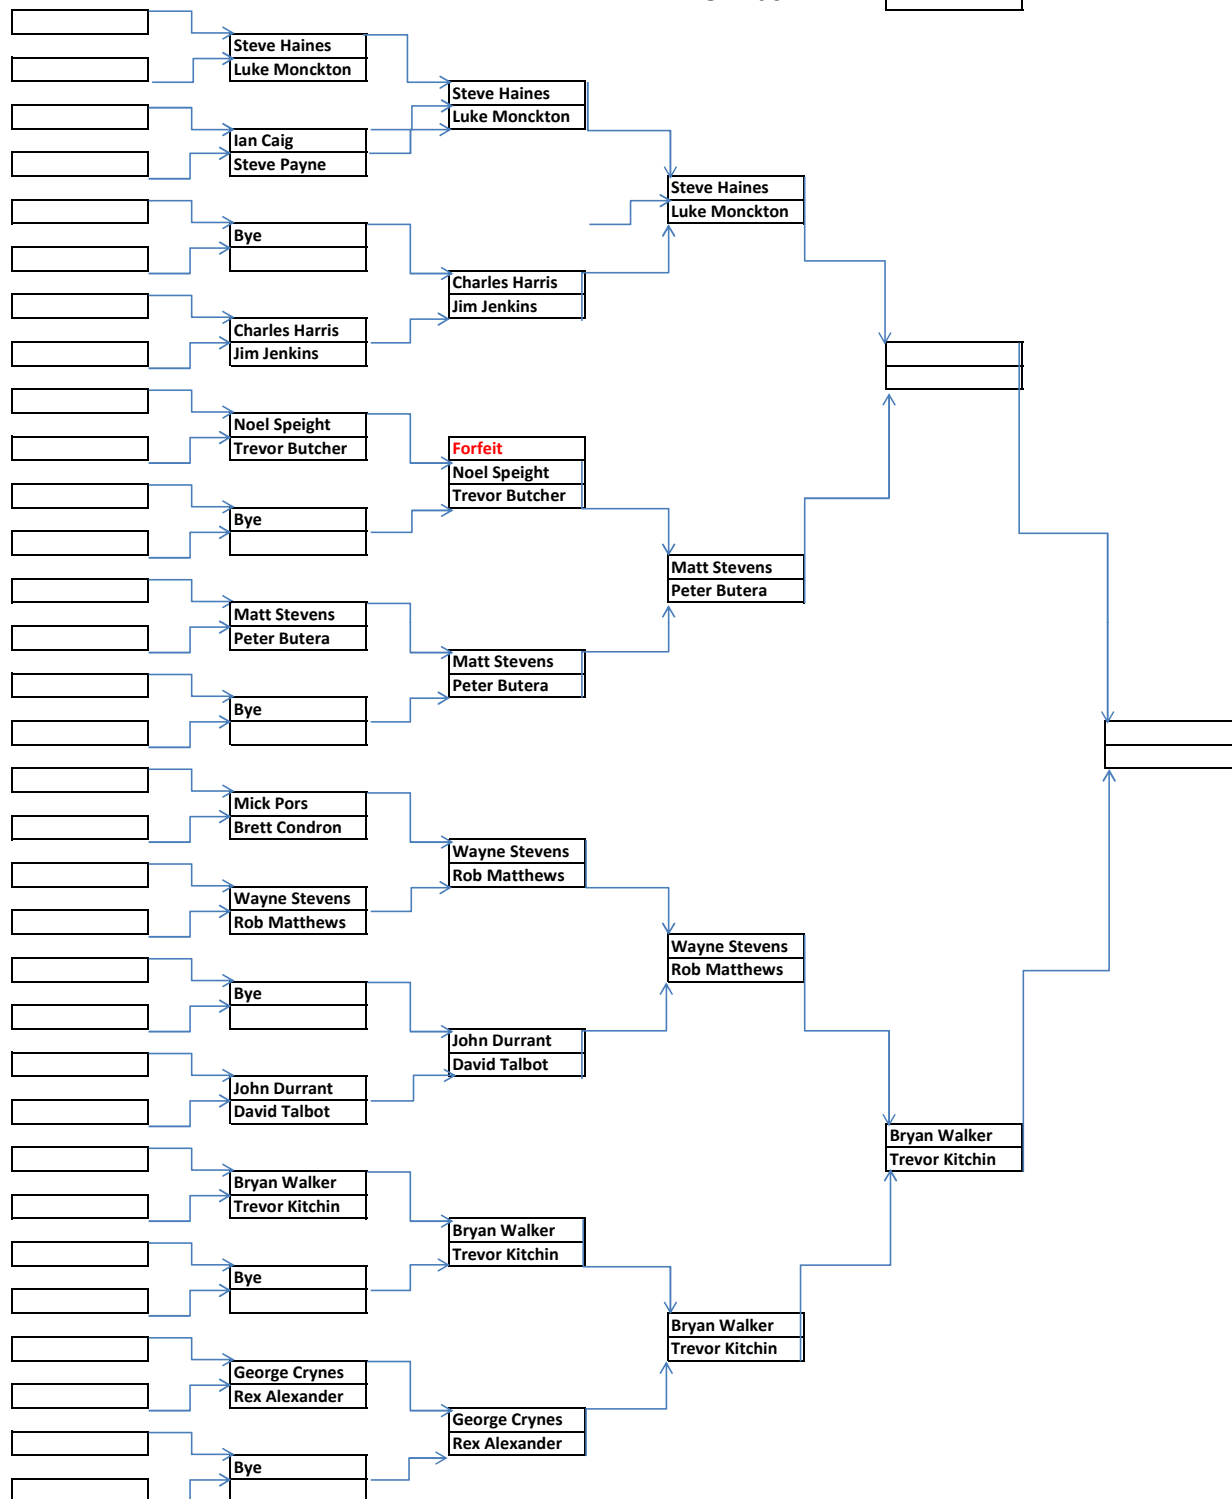 Steve Haines
Luke Monckton
Ian Caig
Steve Payne
Bye
Charles Harris
Jim Jenkins
Noel Speight
Trevor Butcher
Bye
Matt Stevens
Peter Butera
Bye
Mick Pors
Brett Condron
Wayne Stevens
Rob Matthews
Bye
John Durrant
David Talbot
Bryan Walker
Trevor Kitchin
Bye
George Crynes
Rex Alexander
Bye
Steve Haines
Luke Monckton
Charles Harris
Jim Jenkins
Forfeit
Noel Speight
Trevor Butcher
Matt Stevens
Peter Butera
Wayne Stevens
Rob Matthews
John Durrant
David Talbot
Bryan Walker
Trevor Kitchin
George Crynes
Rex Alexander
Steve Haines
Luke Monckton
Matt Stevens
Peter Butera
Wayne Stevens
Rob Matthews
Bryan Walker
Trevor Kitchin
Bryan Walker
Trevor Kitchin